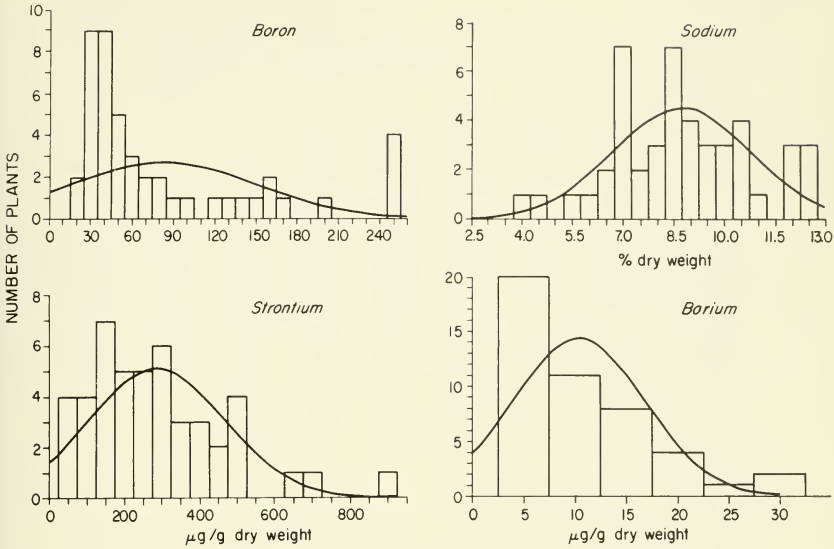 Boron
10
8
6
4
2
0
0 30 60 90 120 150 180 210 240
Sodium
8
6
4
2
0
2.5 4.0 5.5 7.0 8.5 10.0 11.5 13.0
% dry weight
NUMBER OF PLANTS
Strontium
8
6
4
2
0
0 200 400 600 800
µg/g dry weight
Barium
20
15
10
5
0
0 5 10 15 20 25 30
µg/g dry weight